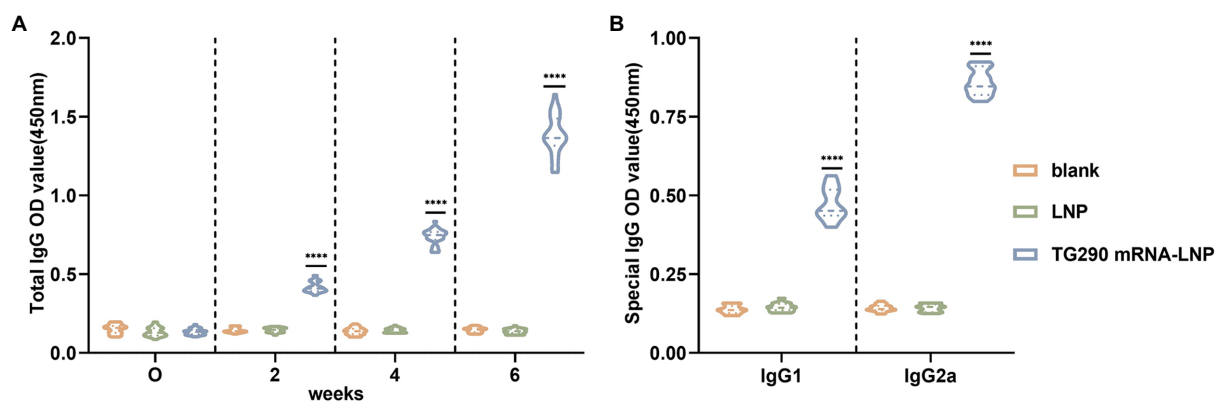 A
Total IgG OD value(450nm)
2.0
1.5
1.0
0.5
0.0
****
****
****
O 2 4 6
weeks
B
Special IgG OD value(450nm)
1.00
0.75
0.50
0.25
0.00
****
****
IgG1 IgG2a
blank
LNP
TG290 mRNA-LNP